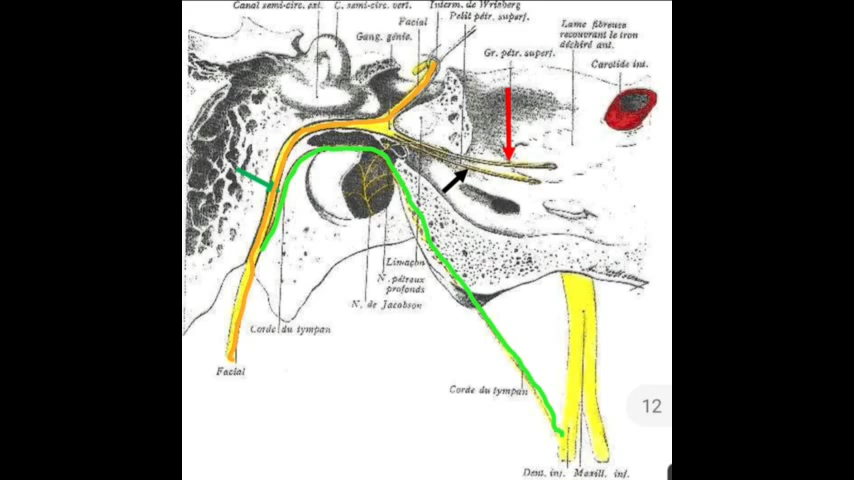 Canal semi-circ. ext.
C. semi-circ. vert.
Interm. de Wrisberg
Petit pétr. superf.
Facial
Gang. génic.
Gr. pétr. superf.
Lame fibreuse
recouvrant le trou
déchiré ant.
Carotide int.
Limaçon
N. pétreux
profonds
N. de Jacobson
Corde du tympan
Facial
Corde du tympan
12
Dent. inf. Maxill. inf.